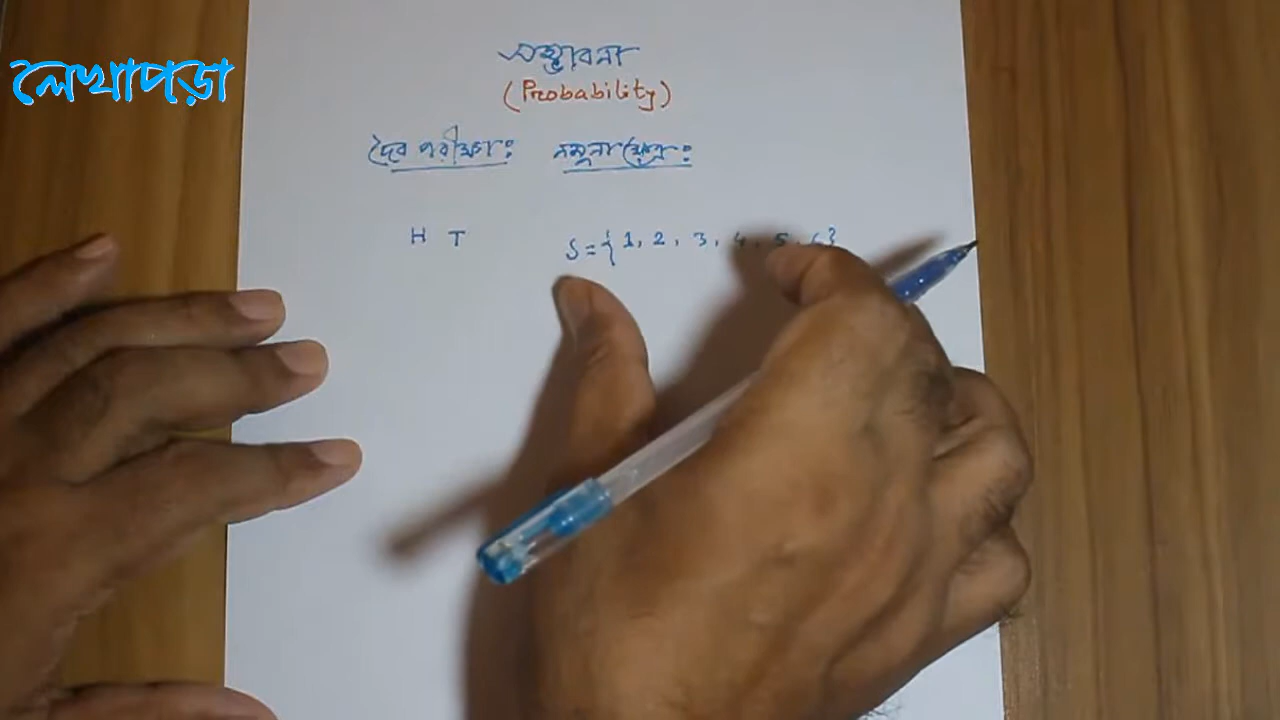 লেখাপড়া
সম্ভাবনা
(Probability)
দৈব পরীক্ষা: নমুনা ক্ষেত্র:
H T S = { 1, 2, 3, 4, 5, 6 }